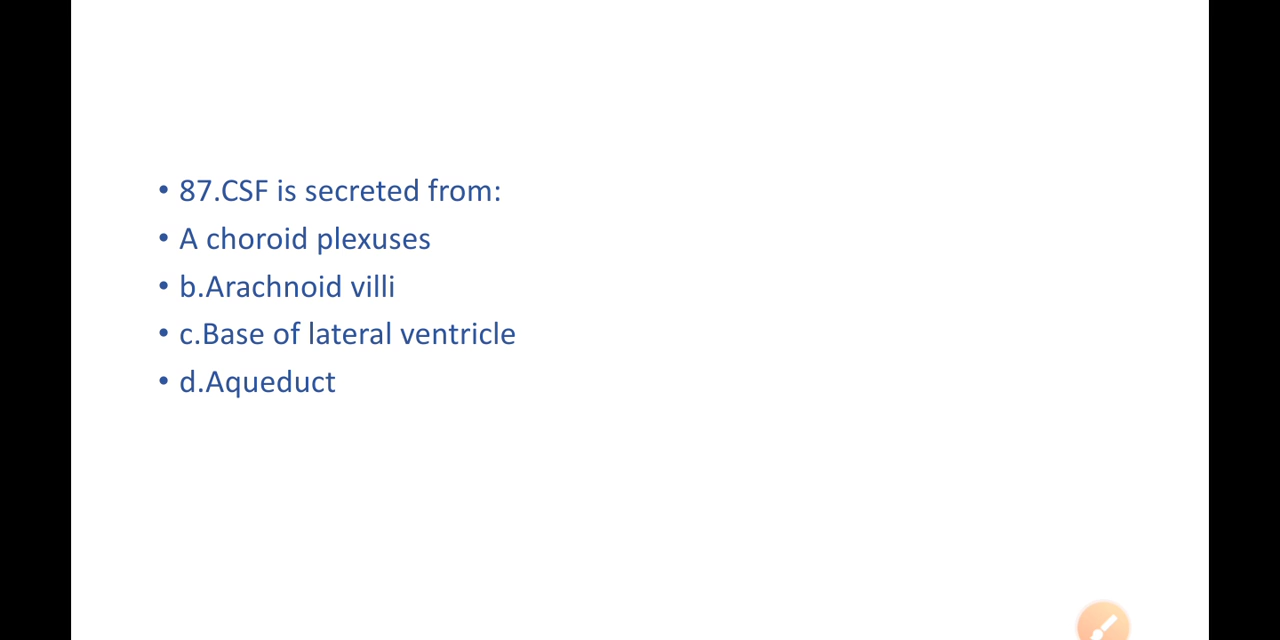 • 87.CSF is secreted from:
• A choroid plexuses
• b.Arachnoid villi
• c.Base of lateral ventricle
• d.Aqueduct